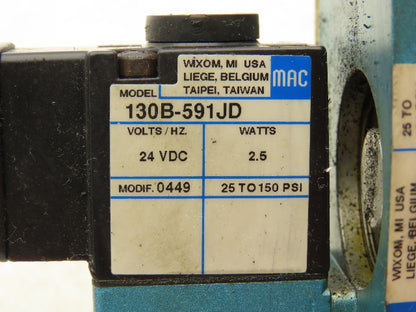 WIXOM, MI USA
LIEGE, BELGIUM
TAIPEI, TAIWAN
MAC
MODEL
130B-591JD
VOLTS/HZ. WATTS
24 VDC 2.5
MODIF. 0449 25 TO 150 PSI
25 TO
WIXOM, MI USA
LIEGE, BELGIUM